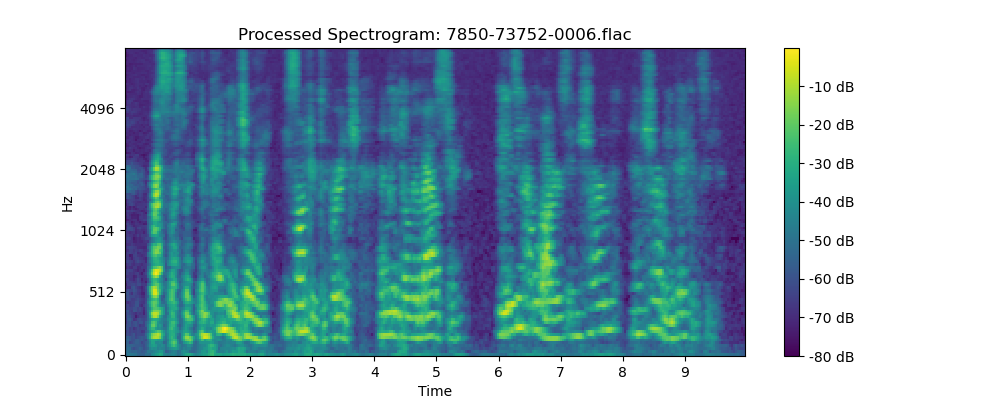 Processed Spectrogram: 7850-73752-0006.flac
Hz
4096
2048
1024
512
0
0 1 2 3 4 5 6 7 8 9
Time
-10 dB
-20 dB
-30 dB
-40 dB
-50 dB
-60 dB
-70 dB
-80 dB